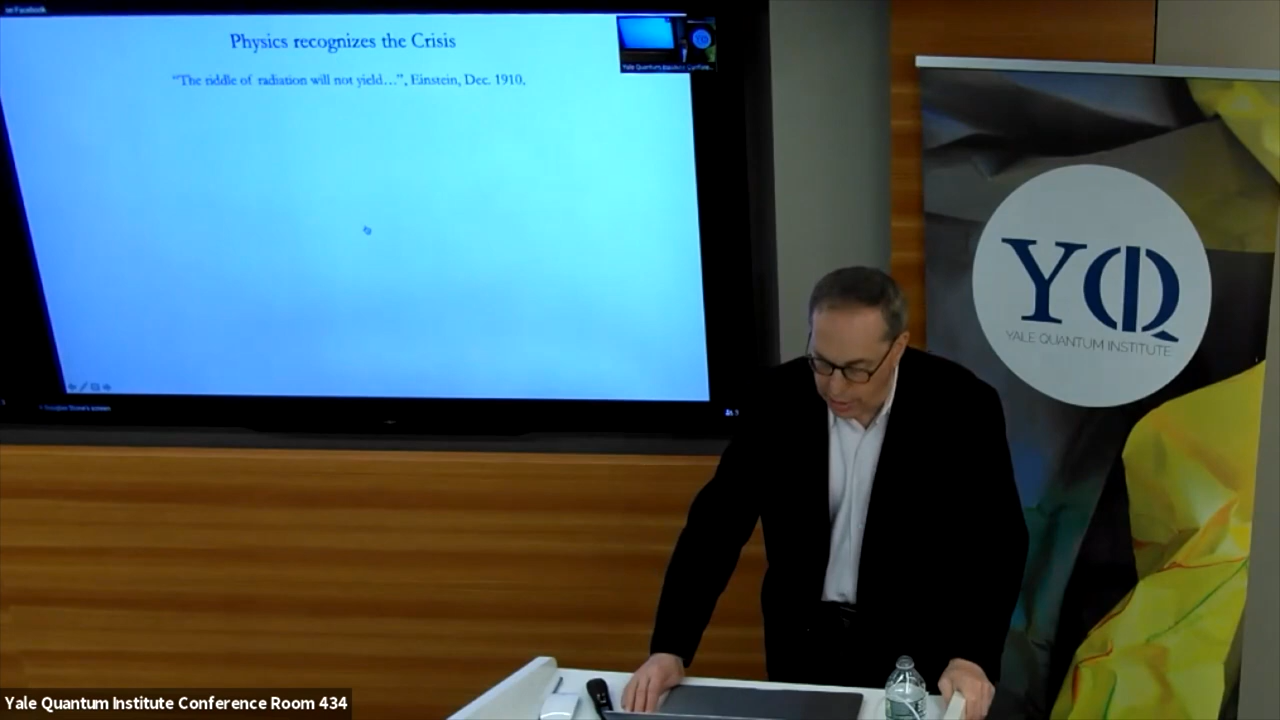 Physics recognizes the Crisis
“The riddle of radiation will not yield…”, Einstein, Dec. 1910.
YQ
YALE QUANTUM INSTITUTE
Yale Quantum Institute Conference Room 434